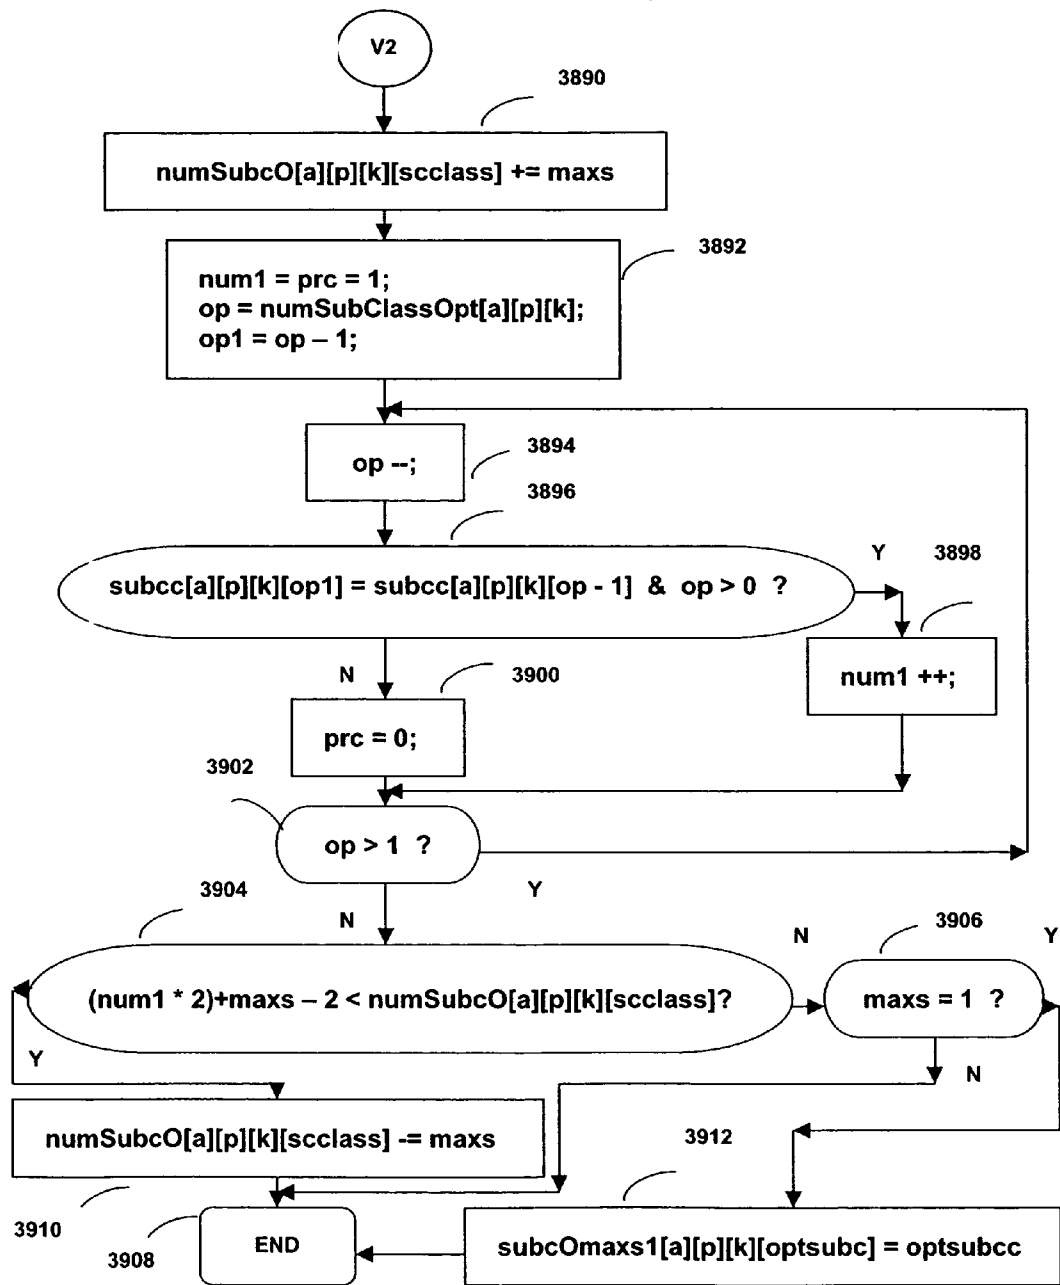 V2
3890
numSubcO[a][p][k][scclass] += maxs
3892
num1 = prc = 1;
op = numSubClassOpt[a][p][k];
op1 = op – 1;
op --;
3894
3896
subcc[a][p][k][op1] = subcc[a][p][k][op - 1] & op > 0 ?
Y
3898
num1 ++;
N
3900
prc = 0;
3902
op > 1 ?
Y
3904
N
(num1 * 2)+maxs – 2 < numSubcO[a][p][k][scclass]?
N
3906
Y
maxs = 1 ?
Y
N
numSubcO[a][p][k][scclass] -= maxs
3912
3910
3908
END
subcOmaxs1[a][p][k][optsubc] = optsubcc